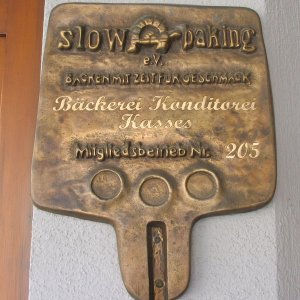 slow baking
e.V.
BACKEN MIT ZEIT FÜR GESCHMACK
Bäckerei Konditorei
Kasses
Mitgliedsbetrieb Nr. 205